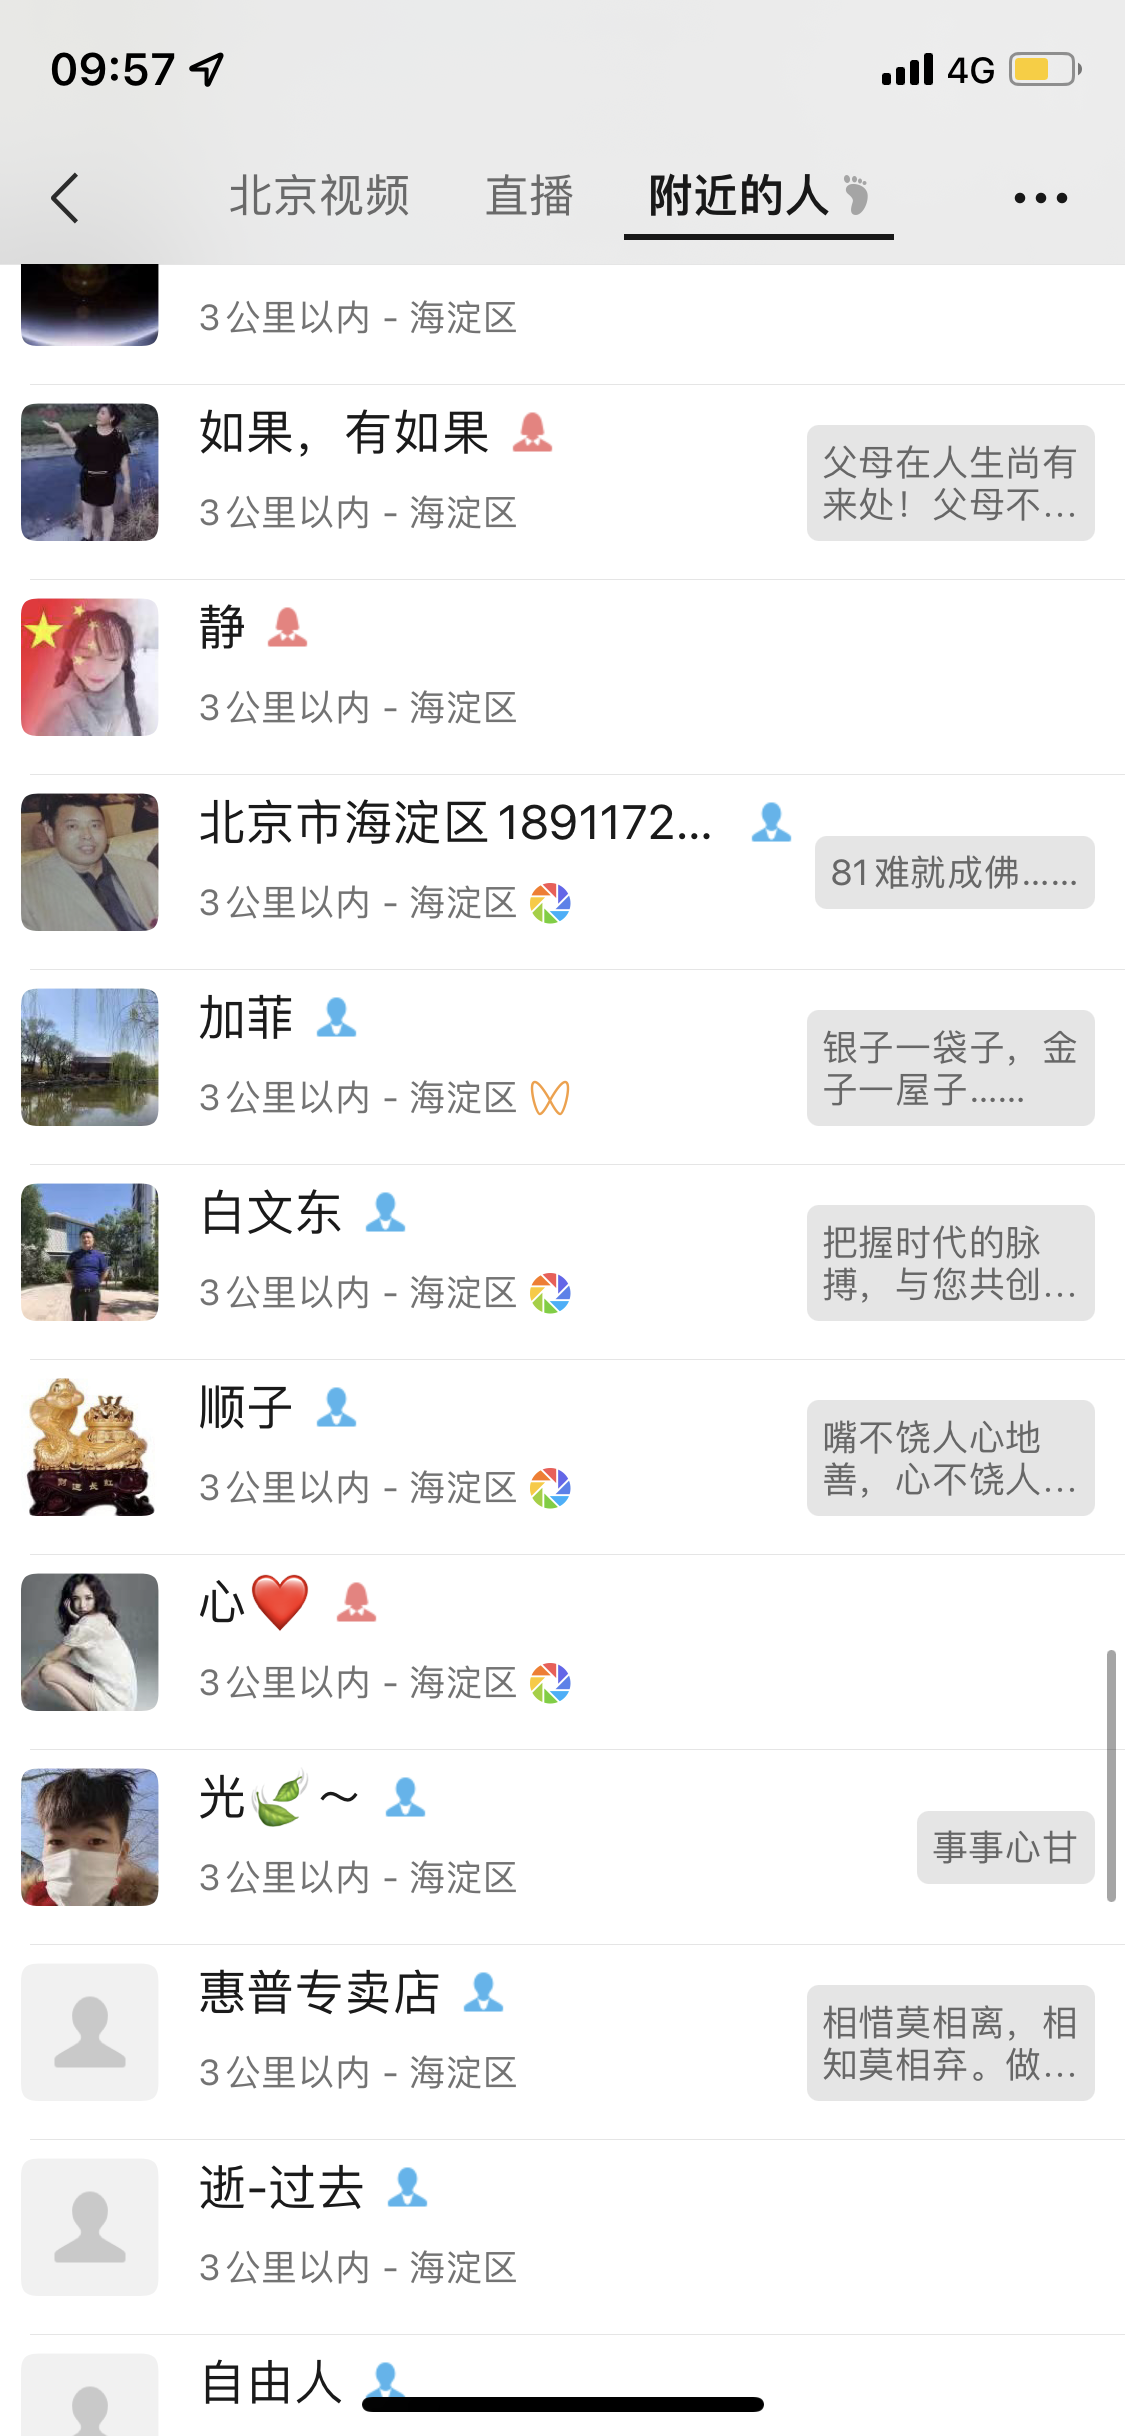 09:57
4G
北京视频 直播 附近的人
3公里以内 - 海淀区
如果，有如果
3公里以内 - 海淀区
父母在人生尚有
来处！父母不...
静
3公里以内 - 海淀区
北京市海淀区1891172...
3公里以内 - 海淀区
81难就成佛......
加菲
3公里以内 - 海淀区
银子一袋子，金
子一屋子......
白文东
3公里以内 - 海淀区
把握时代的脉
搏，与您共创...
顺子
3公里以内 - 海淀区
嘴不饶人心地
善，心不饶人...
心❤️
3公里以内 - 海淀区
光🍃～
3公里以内 - 海淀区
事事心甘
惠普专卖店
3公里以内 - 海淀区
相惜莫相离，相
知莫相弃。做...
逝-过去
3公里以内 - 海淀区
自由人